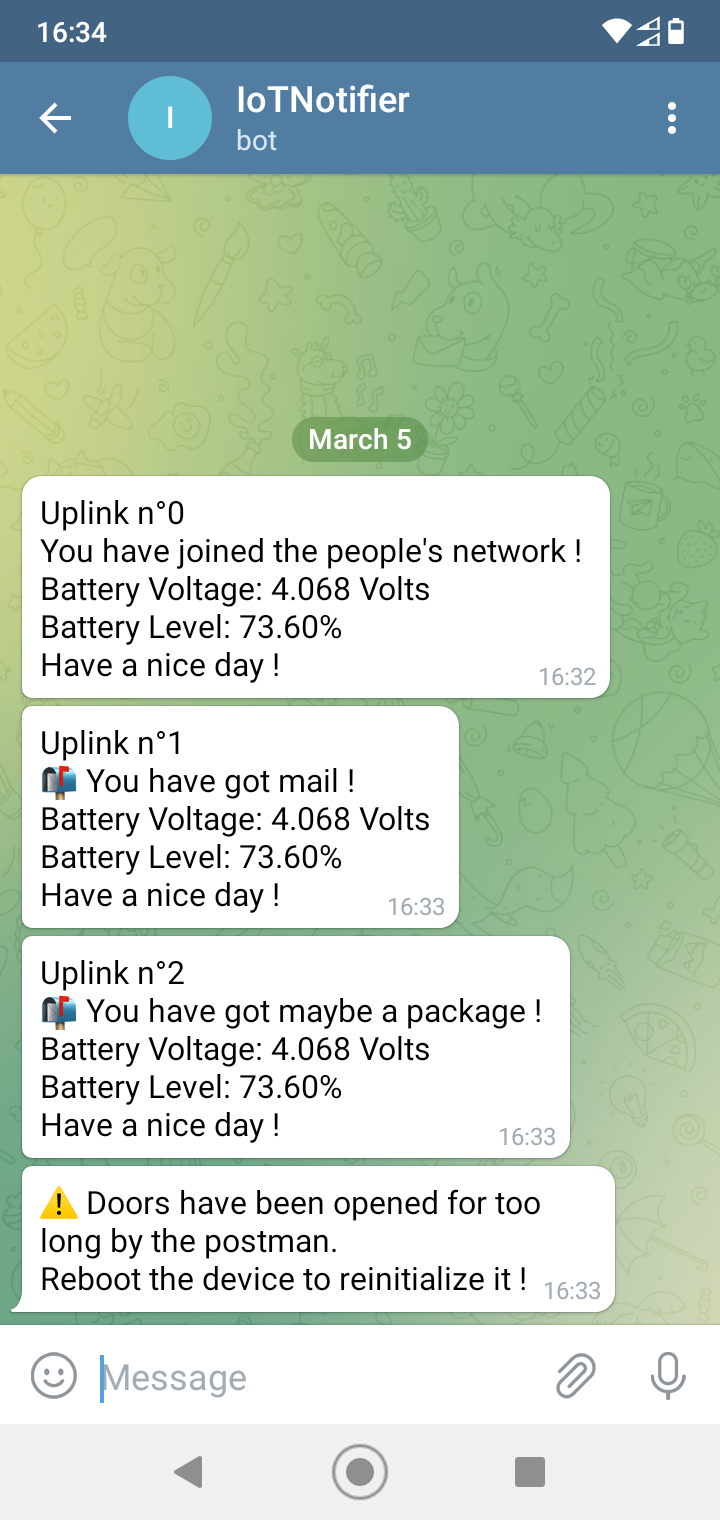 16:34
I
IoTNotifier
bot
March 5
Uplink n°0
You have joined the people's network !
Battery Voltage: 4.068 Volts
Battery Level: 73.60%
Have a nice day !
16:32
Uplink n°1
📬 You have got mail !
Battery Voltage: 4.068 Volts
Battery Level: 73.60%
Have a nice day !
16:33
Uplink n°2
📬 You have got maybe a package !
Battery Voltage: 4.068 Volts
Battery Level: 73.60%
Have a nice day !
16:33
⚠️ Doors have been opened for too
long by the postman.
Reboot the device to reinitialize it !
16:33
Message